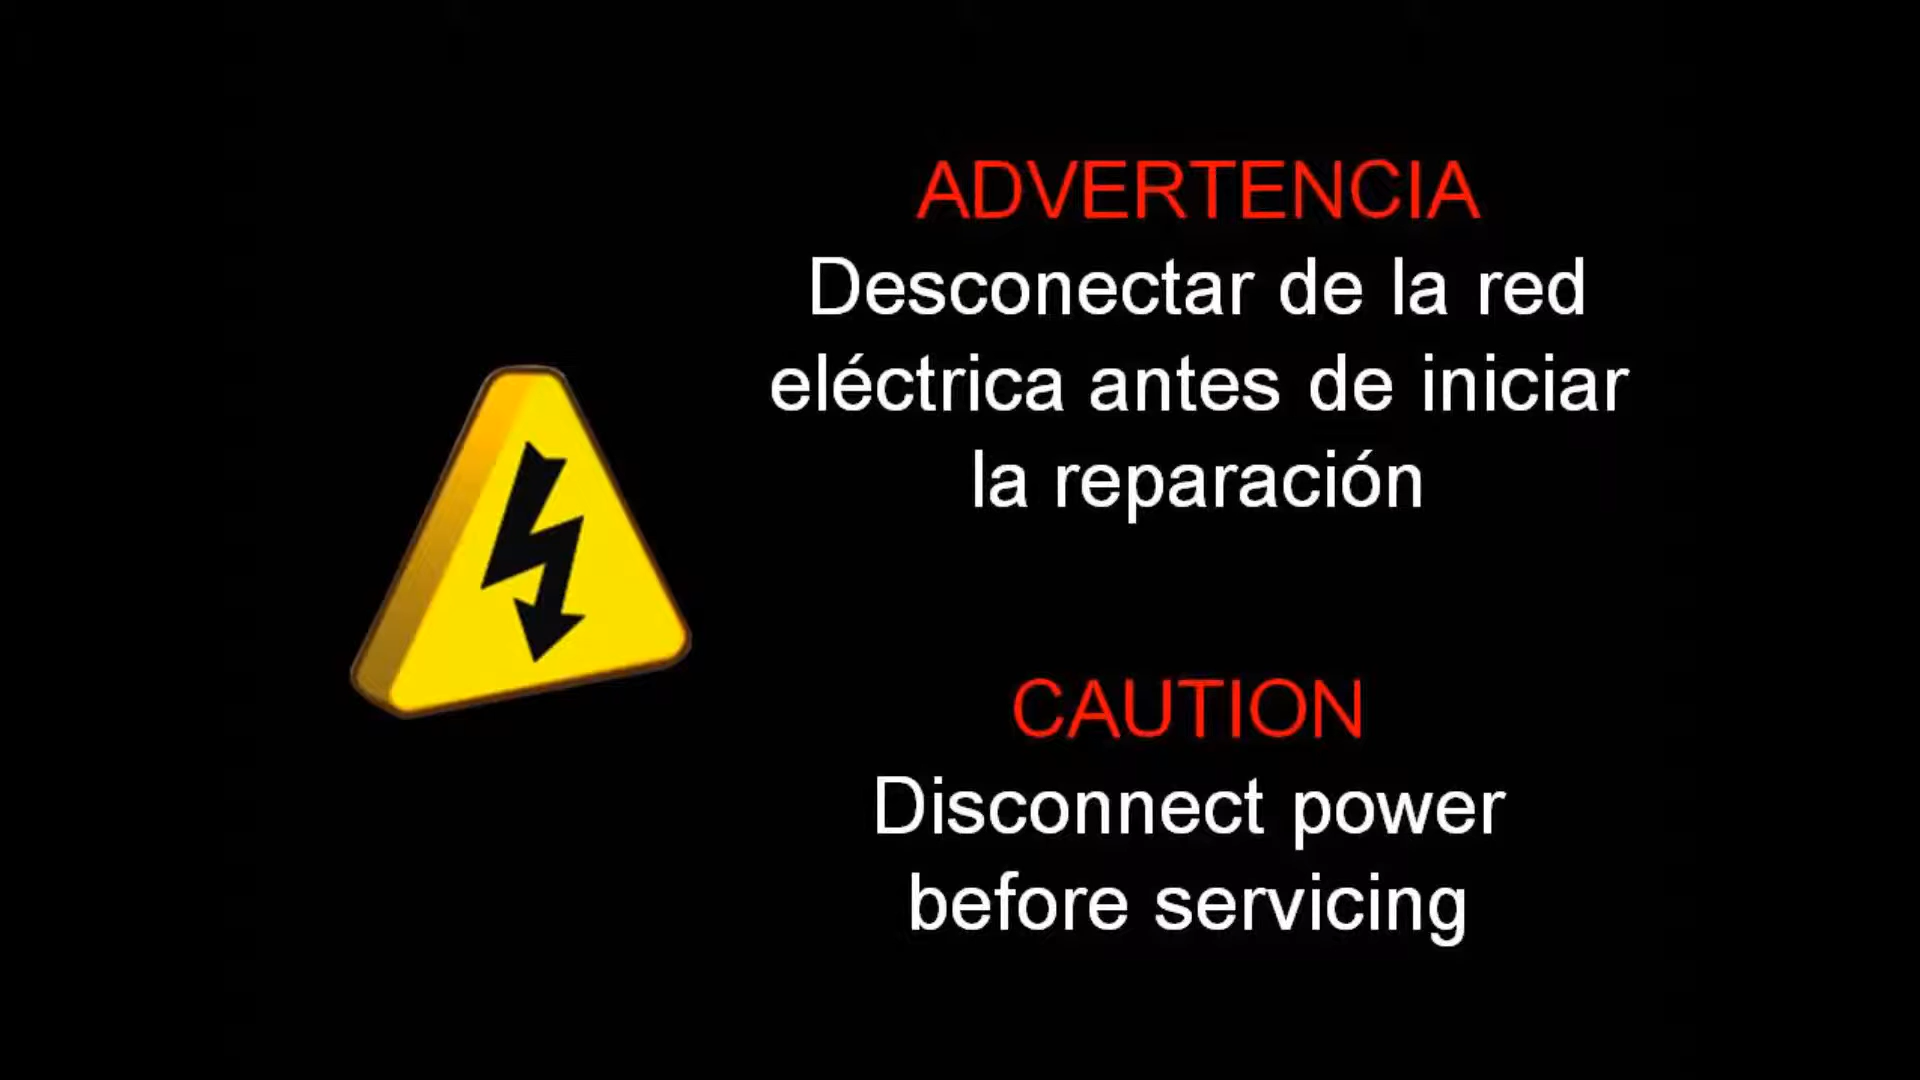 ADVERTENCIA
Desconectar de la red
eléctrica antes de iniciar
la reparación
CAUTION
Disconnect power
before servicing